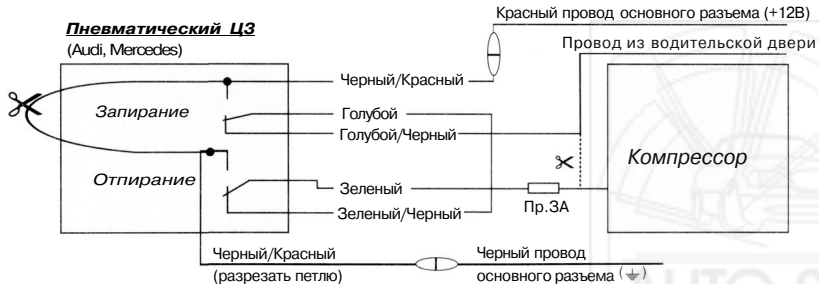 Красный провод основного разъема (+12В)
Пневматический ЦЗ
(Audi, Mercedes)
Провод из водительской двери
Черный/Красный
Запирание
Голубой
Голубой/Черный
Компрессор
Отпирание
Зеленый
Пр.3А
Зеленый/Черный
Черный/Красный
(разрезать петлю)
Черный провод
основного разъема (⏚)